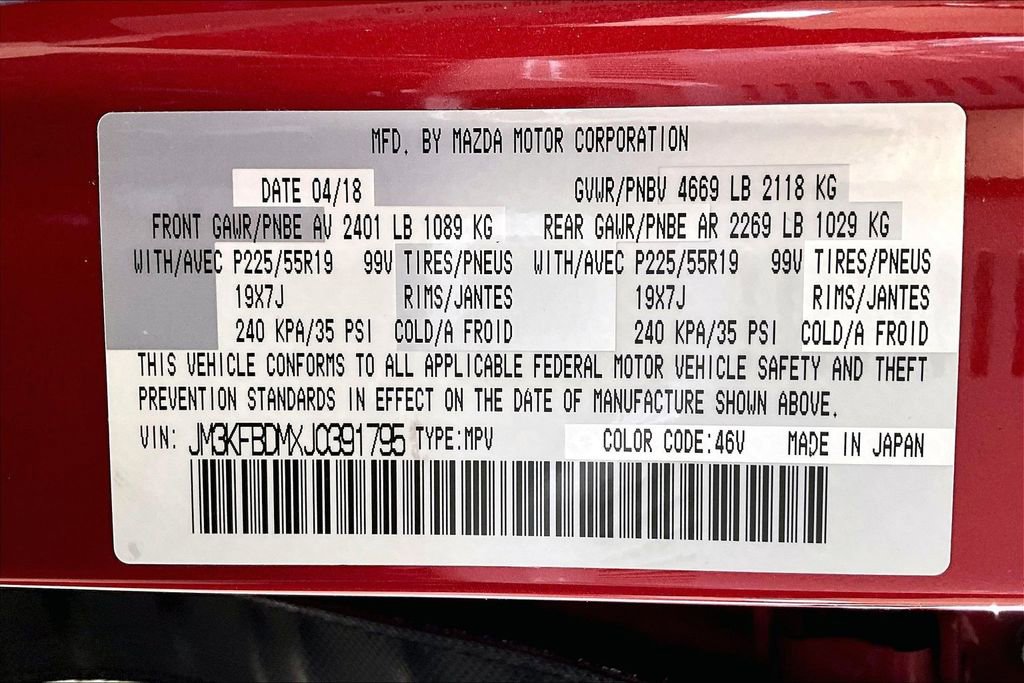 MFD. BY MAZDA MOTOR CORPORATION
DATE 04/18 GVWR/PNBV 4669 LB 2118 KG
FRONT GAWR/PNBE AV 2401 LB 1089 KG REAR GAWR/PNBE AR 2269 LB 1029 KG
WITH/AVEC P225/55R19 99V TIRES/PNEUS WITH/AVEC P225/55R19 99V TIRES/PNEUS
19X7J RIMS/JANTES 19X7J RIMS/JANTES
240 KPA/35 PSI COLD/A FROID 240 KPA/35 PSI COLD/A FROID
THIS VEHICLE CONFORMS TO ALL APPLICABLE FEDERAL MOTOR VEHICLE SAFETY AND THEFT
PREVENTION STANDARDS IN EFFECT ON THE DATE OF MANUFACTURE SHOWN ABOVE.
VIN: JM3KFBDMXJ0391795 TYPE:MPV COLOR CODE:46V MADE IN JAPAN